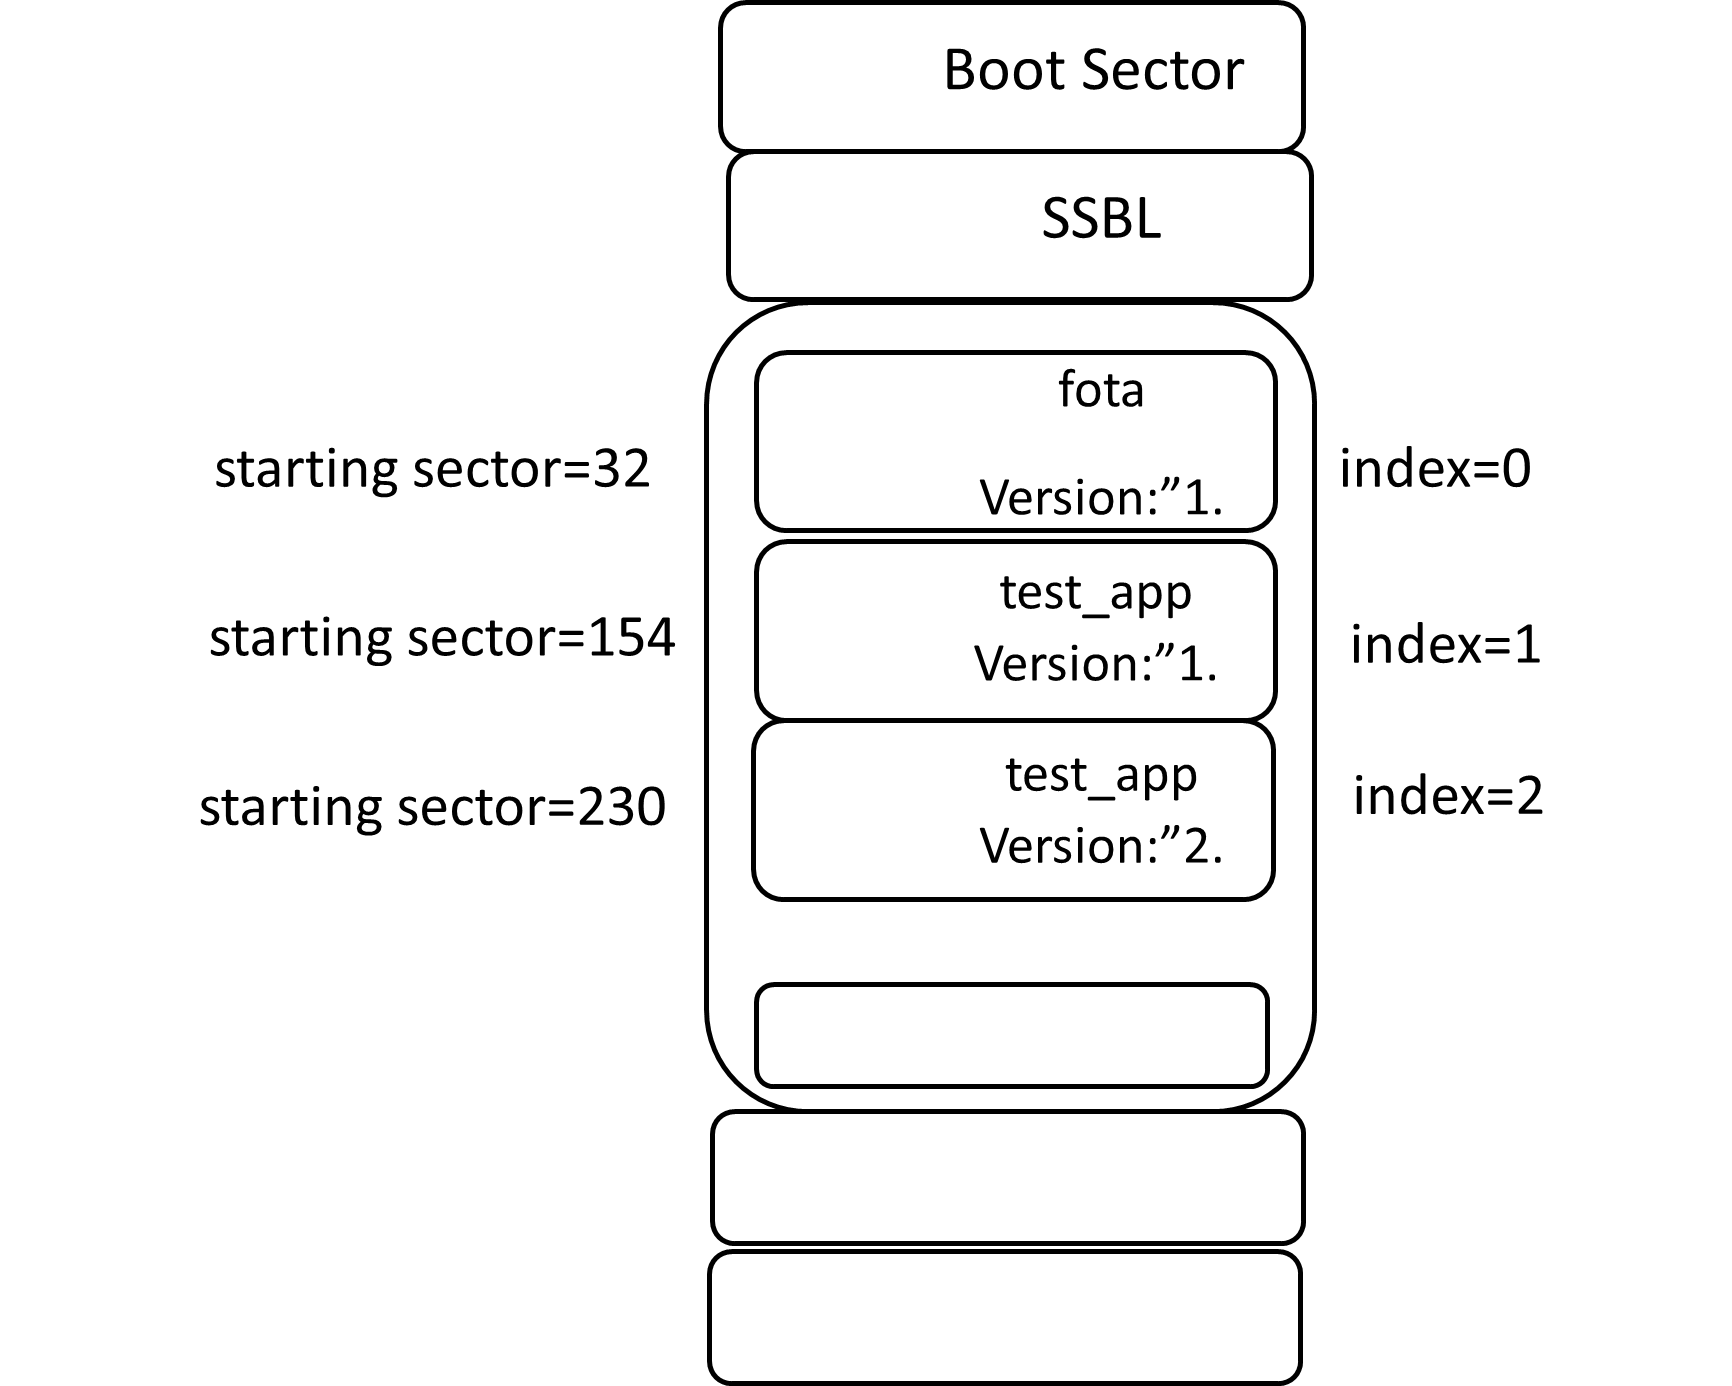 Boot Sector
SSBL
fota
starting sector=32
index=0
Version:”1.
test_app
starting sector=154
index=1
Version:”1.
test_app
starting sector=230
index=2
Version:”2.